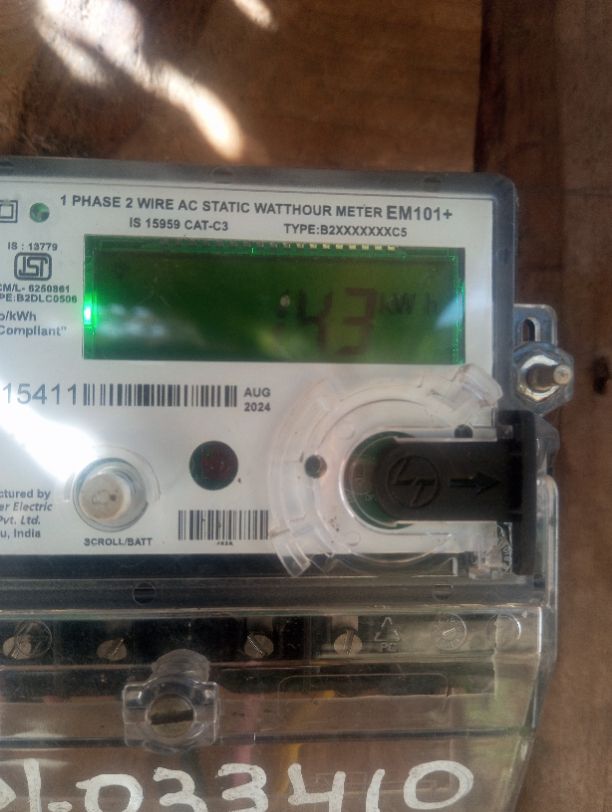 1 PHASE 2 WIRE AC STATIC WATTHOUR METER EM101+
IS 15959 CAT-C3 TYPE:B2XXXXXXXC5
IS : 13779
CM/L- 6250861
PE:B2DLC0506
p/kWh
Compliant"
143 kWh
15411
AUG
2024
ctured by
er Electric
Pvt. Ltd.
u, India
SCROLL/BATT
LT
PC
033410